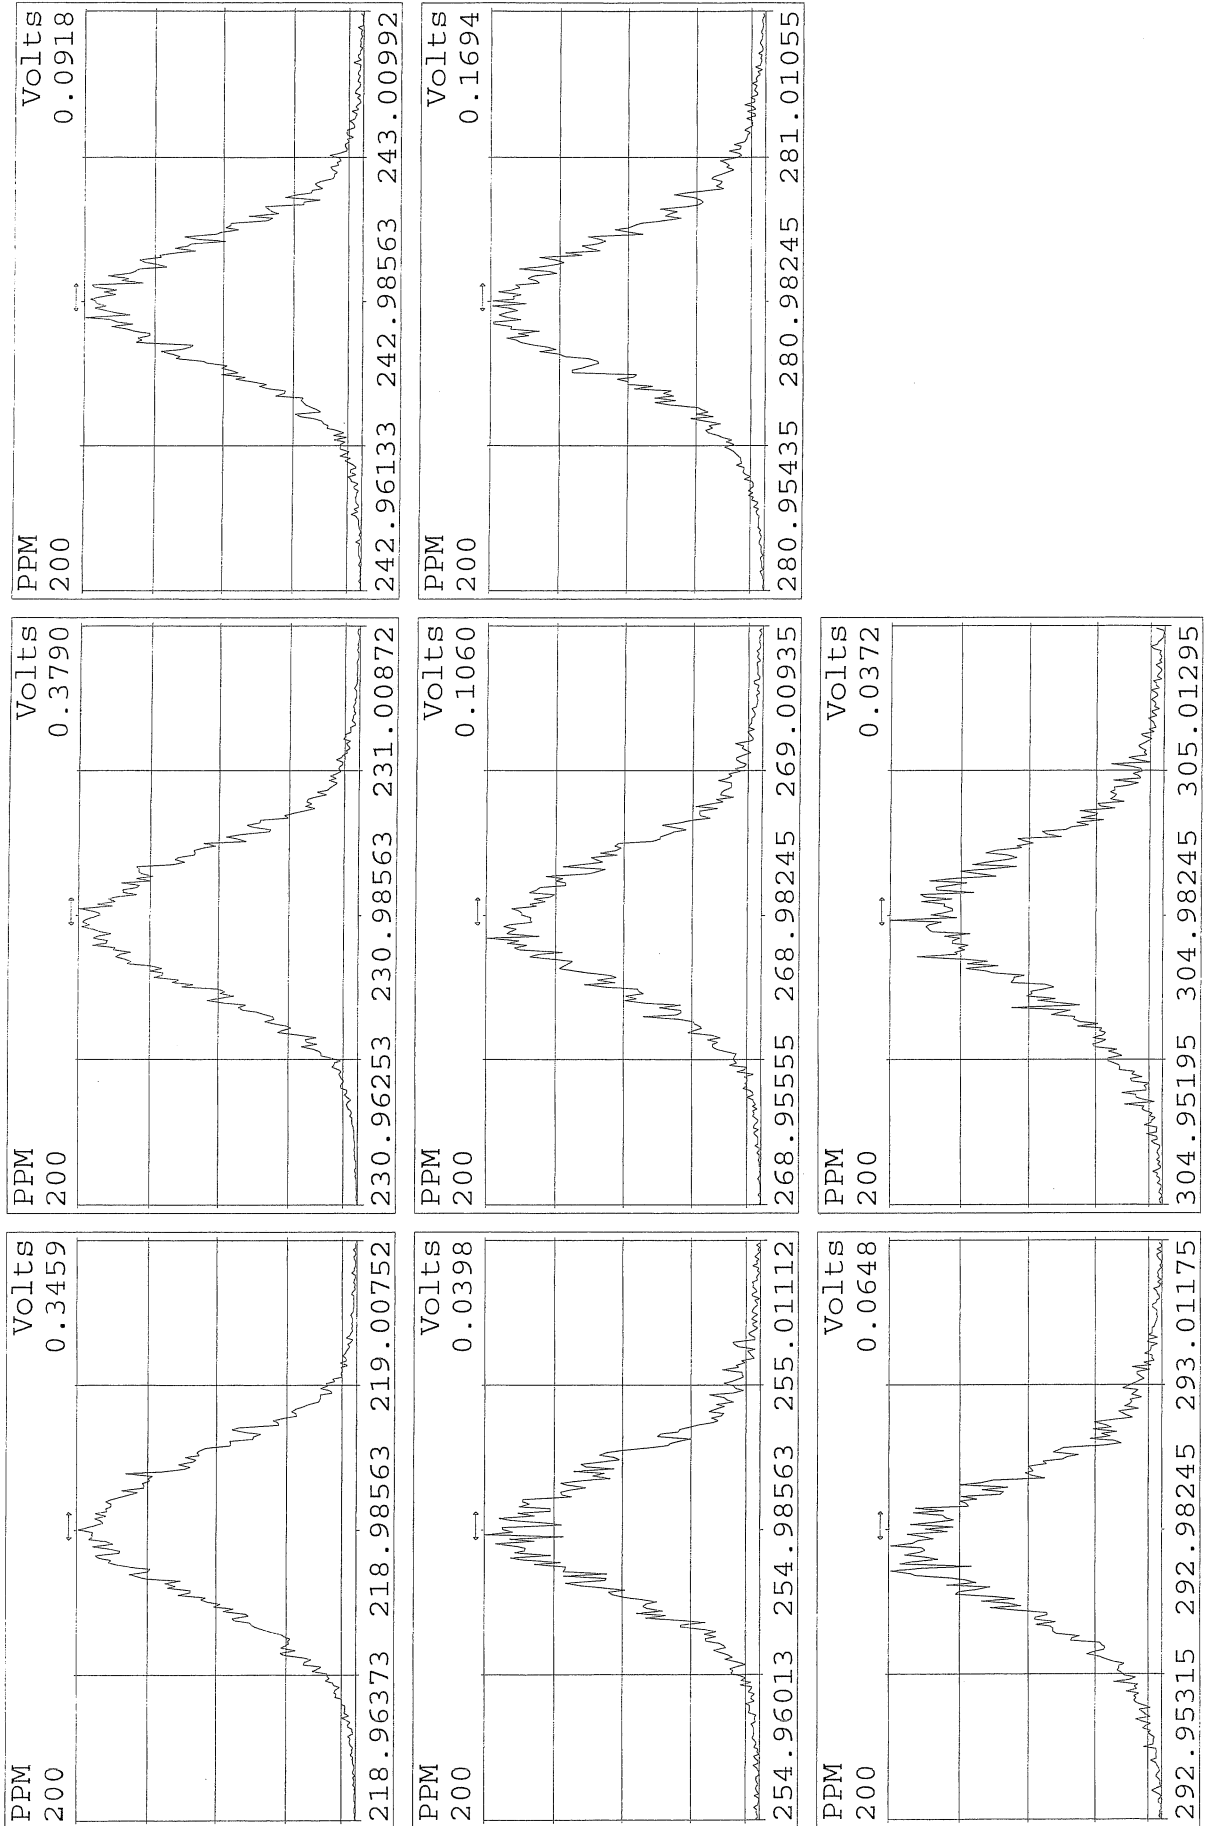 PPM Volts
200 0.3459
218.96373 218.98563 219.00752
PPM Volts
200 0.3790
230.96253 230.98563 231.00872
PPM Volts
200 0.0918
242.96133 242.98563 243.00992
PPM Volts
200 0.0398
254.96013 254.98563 255.01112
PPM Volts
200 0.1060
268.95555 268.98245 269.00935
PPM Volts
200 0.1694
280.95435 280.98245 281.01055
PPM Volts
200 0.0648
292.95315 292.98245 293.01175
PPM Volts
200 0.0372
304.95195 304.98245 305.01295